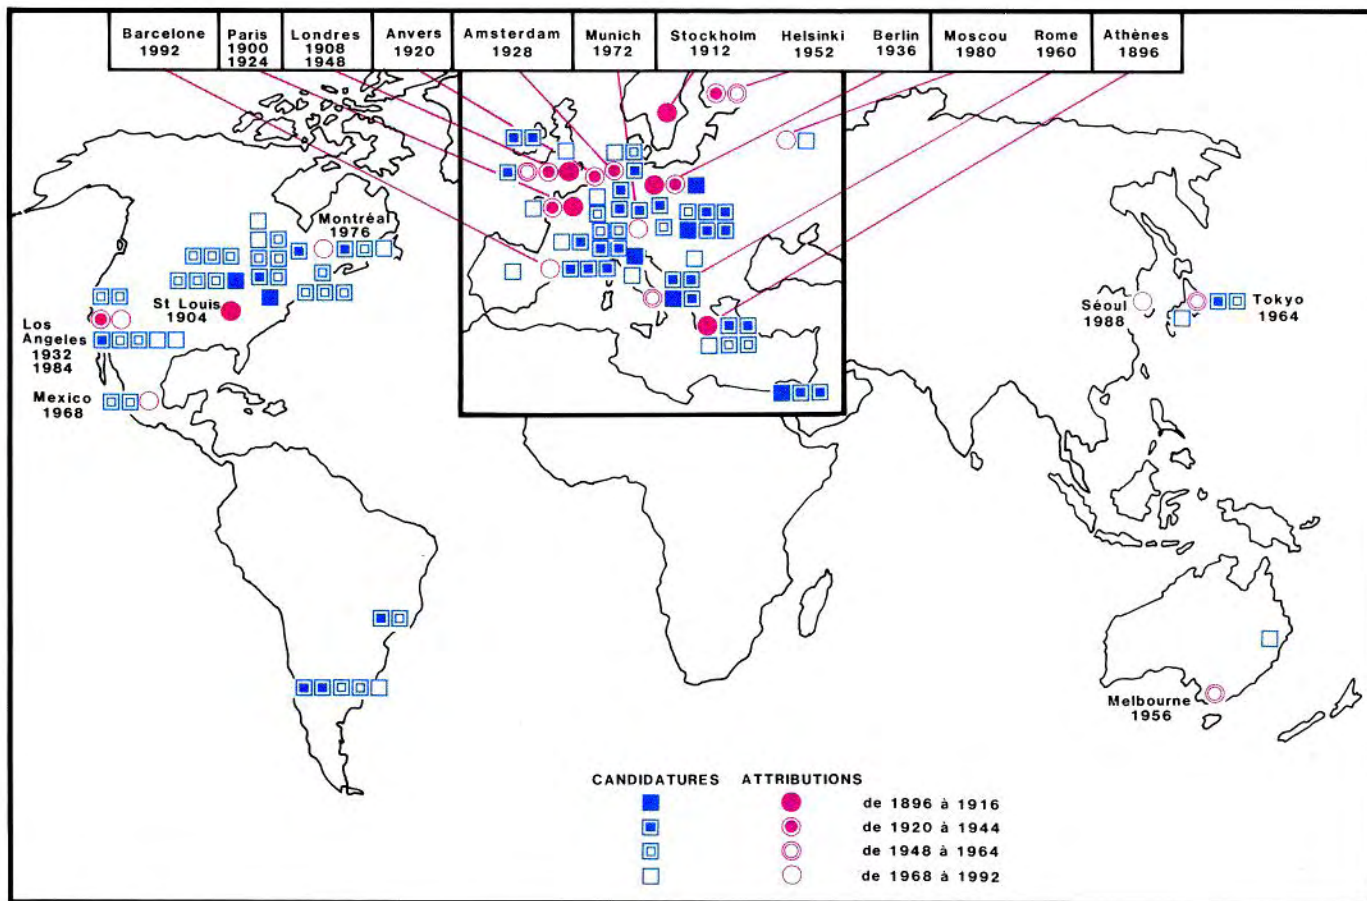 Barcelone
1992
Paris
1900
1924
Londres
1908
1948
Anvers
1920
Amsterdam
1928
Munich
1972
Stockholm
1912
Helsinki
1952
Berlin
1936
Moscou
1980
Rome
1960
Athènes
1896
Montréal
1976
St Louis
1904
Los
Angeles
1932
1984
Mexico
1968
Séoul
1988
Tokyo
1964
Melbourne
1956
CANDIDATURES ATTRIBUTIONS
de 1896 à 1916
de 1920 à 1944
de 1948 à 1964
de 1968 à 1992